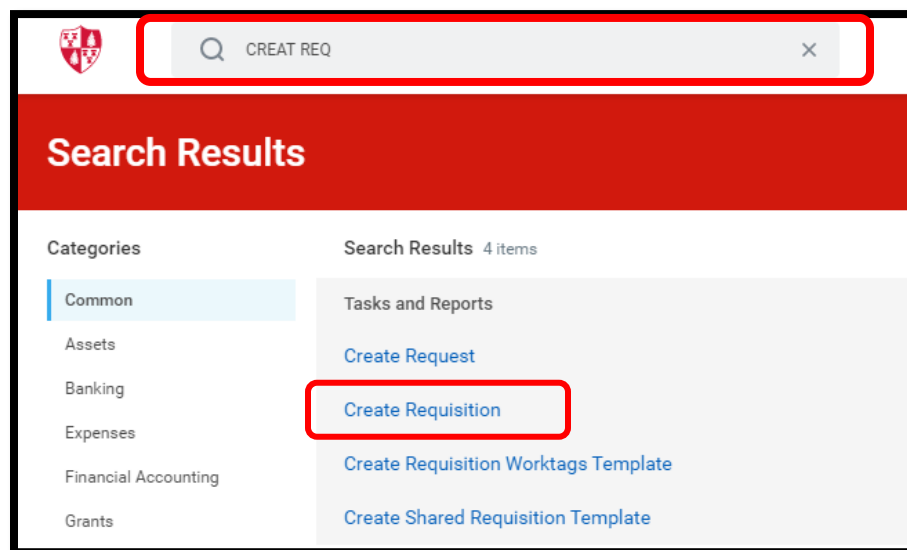 CREAT REQ
Search Results
Categories
Common
Assets
Banking
Expenses
Financial Accounting
Grants
Search Results 4 items
Tasks and Reports
Create Request
Create Requisition
Create Requisition Worktags Template
Create Shared Requisition Template